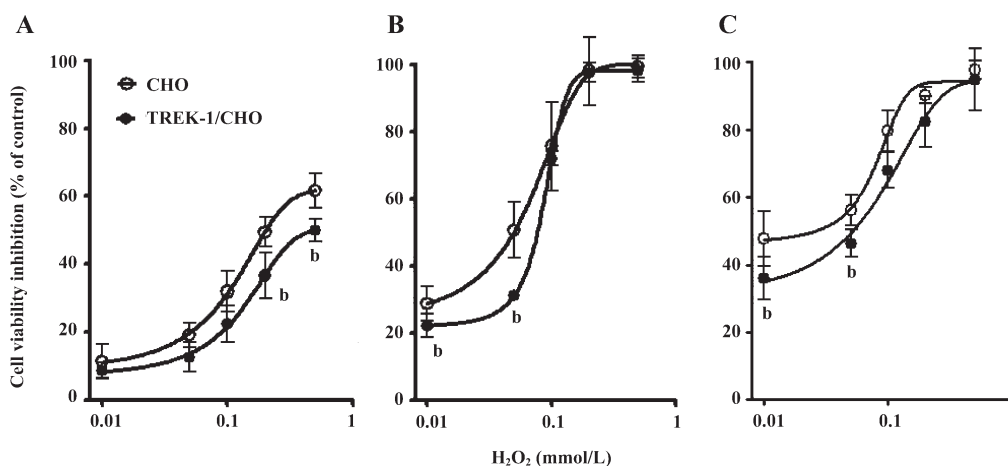 A
B
C
Cell viability inhibition (% of control)
100
80
60
40
20
0
CHO
TREK-1/CHO
b
b
0.01
0.1
1
100
80
60
40
20
0
b
b
0.01
0.1
1
100
80
60
40
20
0
b
b
0.01
0.1
H₂O₂ (mmol/L)